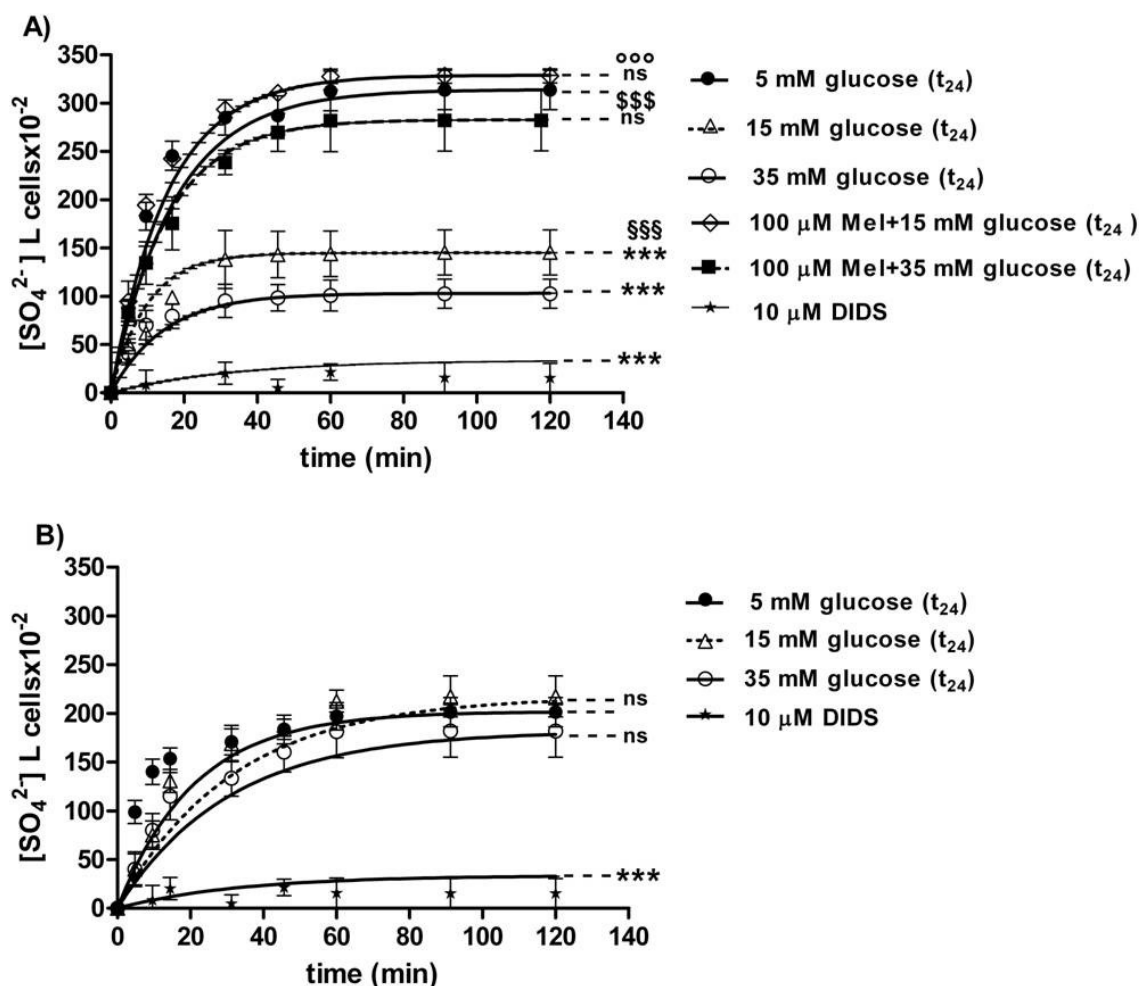 A)
[SO₄²⁻] L cellsx10⁻²
350
300
250
200
150
100
50
0
0 20 40 60 80 100 120 140
time (min)
°°°
ns
$$$
ns
§§§
***
***
***
5 mM glucose (t₂₄)
15 mM glucose (t₂₄)
35 mM glucose (t₂₄)
100 μM Mel+15 mM glucose (t₂₄)
100 μM Mel+35 mM glucose (t₂₄)
10 μM DIDS
B)
[SO₄²⁻] L cellsx10⁻²
350
300
250
200
150
100
50
0
0 20 40 60 80 100 120 140
time (min)
ns
ns
***
5 mM glucose (t₂₄)
15 mM glucose (t₂₄)
35 mM glucose (t₂₄)
10 μM DIDS